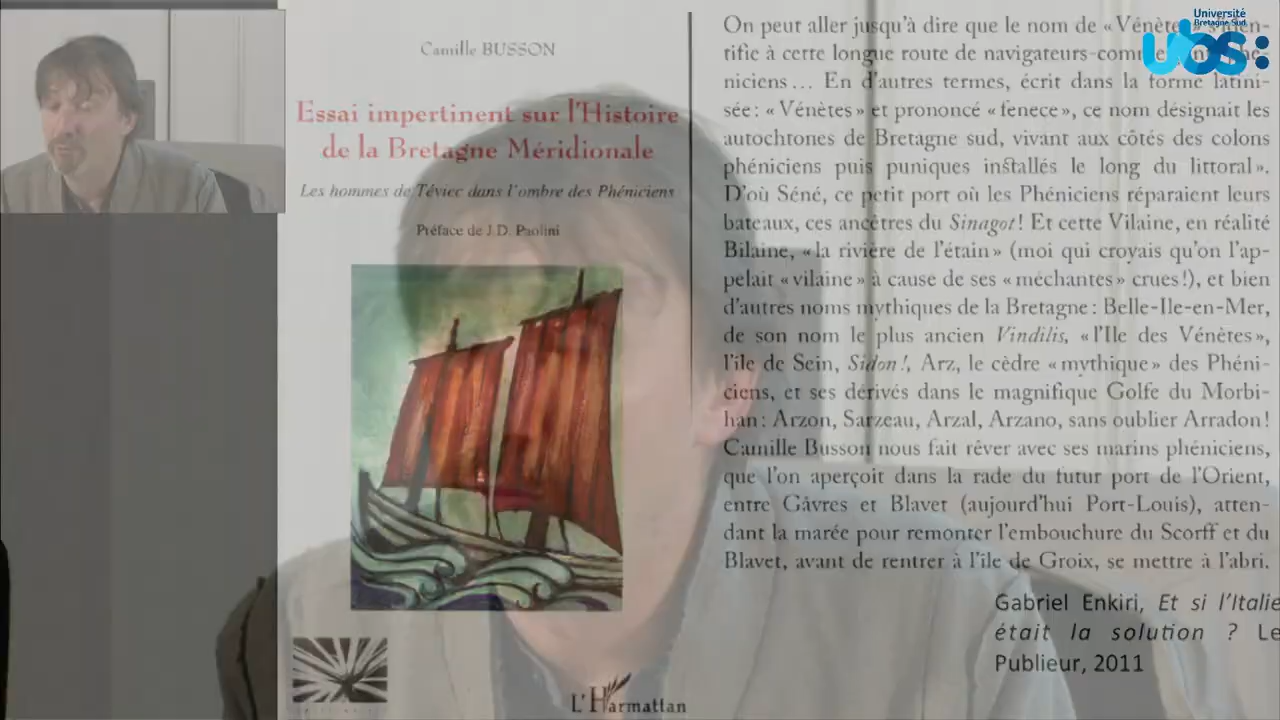 Camille BUSSON
Essai impertinent sur l'Histoire
de la Bretagne Méridionale
Les hommes de Téviec dans l'ombre des Phéniciens
Préface de J.D. Paolini
L'Harmattan
On peut aller jusqu'à dire que le nom de « Vénètes »
tifie à cette longue route de navigateurs-
niciens… En d'autres termes, écrit dans la forme latini-
sée : « Vénètes » et prononcé « fenece », ce nom désignait les
autochtones de Bretagne sud, vivant aux côtés des colons
phéniciens puis puniques installés le long du littoral ».
D'où Séné, ce petit port où les Phéniciens réparaient leurs
bateaux, ces ancêtres du Sinagot ! Et cette Vilaine, en réalité
Bilaine, « la rivière de l'étain » (moi qui croyais qu'on l'ap-
pelait « vilaine » à cause de ses « méchantes » crues !), et bien
d'autres noms mythiques de la Bretagne : Belle-Ile-en-Mer,
de son nom le plus ancien Vindilis, « l'Ile des Vénètes »,
l'île de Sein, Sidon !, Arz, le cèdre « mythique » des Phéni-
ciens, et ses dérivés dans le magnifique Golfe du Morbi-
han : Arzon, Sarzeau, Arzal, Arzano, sans oublier Arradon !
Camille Busson nous fait rêver avec ses marins phéniciens,
que l'on aperçoit dans la rade du futur port de l'Orient,
entre Gâvres et Blavet (aujourd'hui Port-Louis), atten-
dant la marée pour remonter l'embouchure du Scorff et du
Blavet, avant de rentrer à l'île de Groix, se mettre à l'abri.
Gabriel Enkiri, Et si l'Italie
était la solution ? Le
Publieur, 2011
Université
Bretagne Sud
ubs: